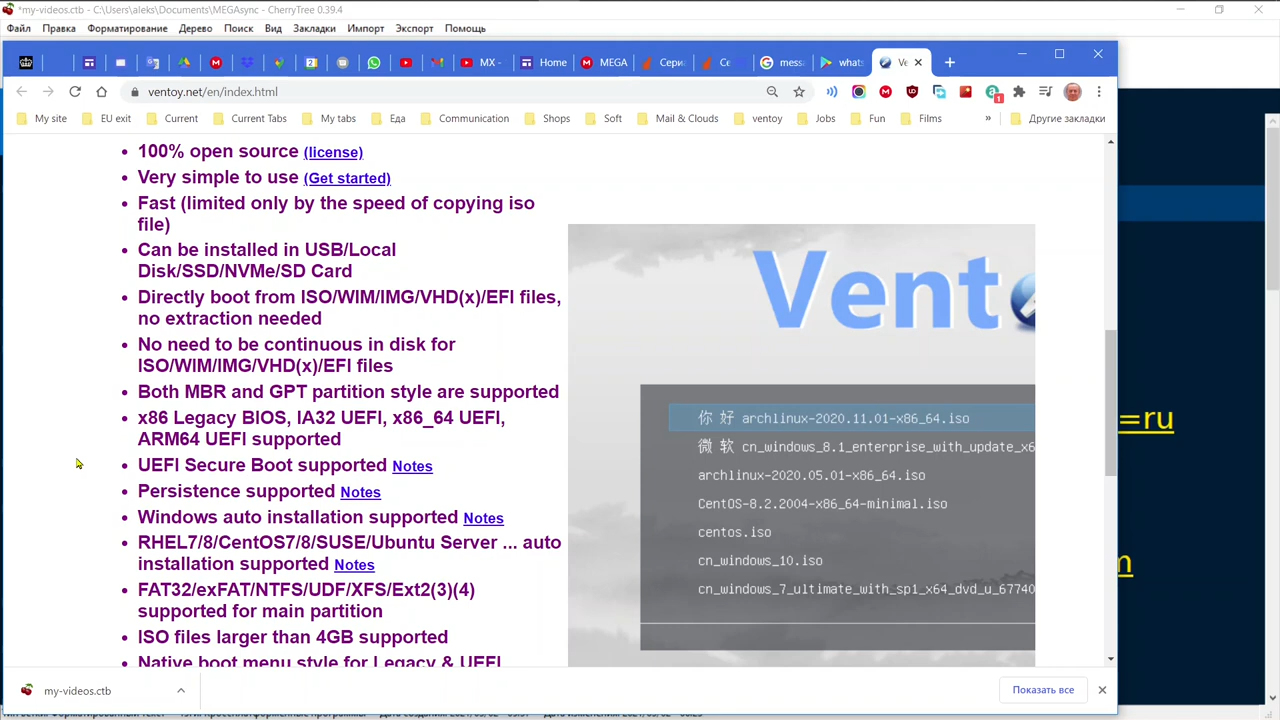 *my-videos.ctb - C:\Users\aleks\Documents\MEGAsync - CherryTree 0.39.4
Файл Правка Форматирование Дерево Поиск Вид Закладки Импорт Экспорт Помощь
MX - Home MEGA Сери Се mess what Ve
ventoy.net/en/index.html
My site EU exit Current Current Tabs My tabs Еда Communication Shops Soft Mail & Clouds ventoy Jobs Fun Films » Другие закладки
100% open source (license)
Very simple to use (Get started)
Fast (limited only by the speed of copying iso
file)
Can be installed in USB/Local
Disk/SSD/NVMe/SD Card
Directly boot from ISO/WIM/IMG/VHD(x)/EFI files,
no extraction needed
No need to be continuous in disk for
ISO/WIM/IMG/VHD(x)/EFI files
Both MBR and GPT partition style are supported
x86 Legacy BIOS, IA32 UEFI, x86_64 UEFI,
ARM64 UEFI supported
UEFI Secure Boot supported Notes
Persistence supported Notes
Windows auto installation supported Notes
RHEL7/8/CentOS7/8/SUSE/Ubuntu Server ... auto
installation supported Notes
FAT32/exFAT/NTFS/UDF/XFS/Ext2(3)(4)
supported for main partition
ISO files larger than 4GB supported
Native boot menu style for Legacy & UEFI
Vent
你好 archlinux-2020.11.01-x86_64.iso
微软 cn_windows_8.1_enterprise_with_update_x6
archlinux-2020.05.01-x86_64.iso
CentOS-8.2.2004-x86_64-minimal.iso
centos.iso
cn_windows_10.iso
cn_windows_7_ultimate_with_sp1_x64_dvd_u_67740
=ru
m
my-videos.ctb
Показать все